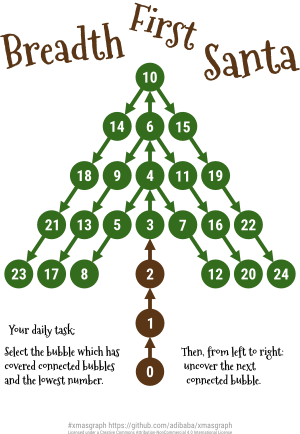 Breadth First Santa
10
14 6 15
18 9 4 11 19
21 13 5 3 7 16 22
23 17 8 2 12 20 24
1
0
Your daily task:
Select the bubble which has
covered connected bubbles
and the lowest number.
Then, from left to right:
uncover the next
connected bubble.
#xmasgraph https://github.com/adibaba/xmasgraph
Licensed under a Creative Commons Attribution-NonCommercial 4.0 International License